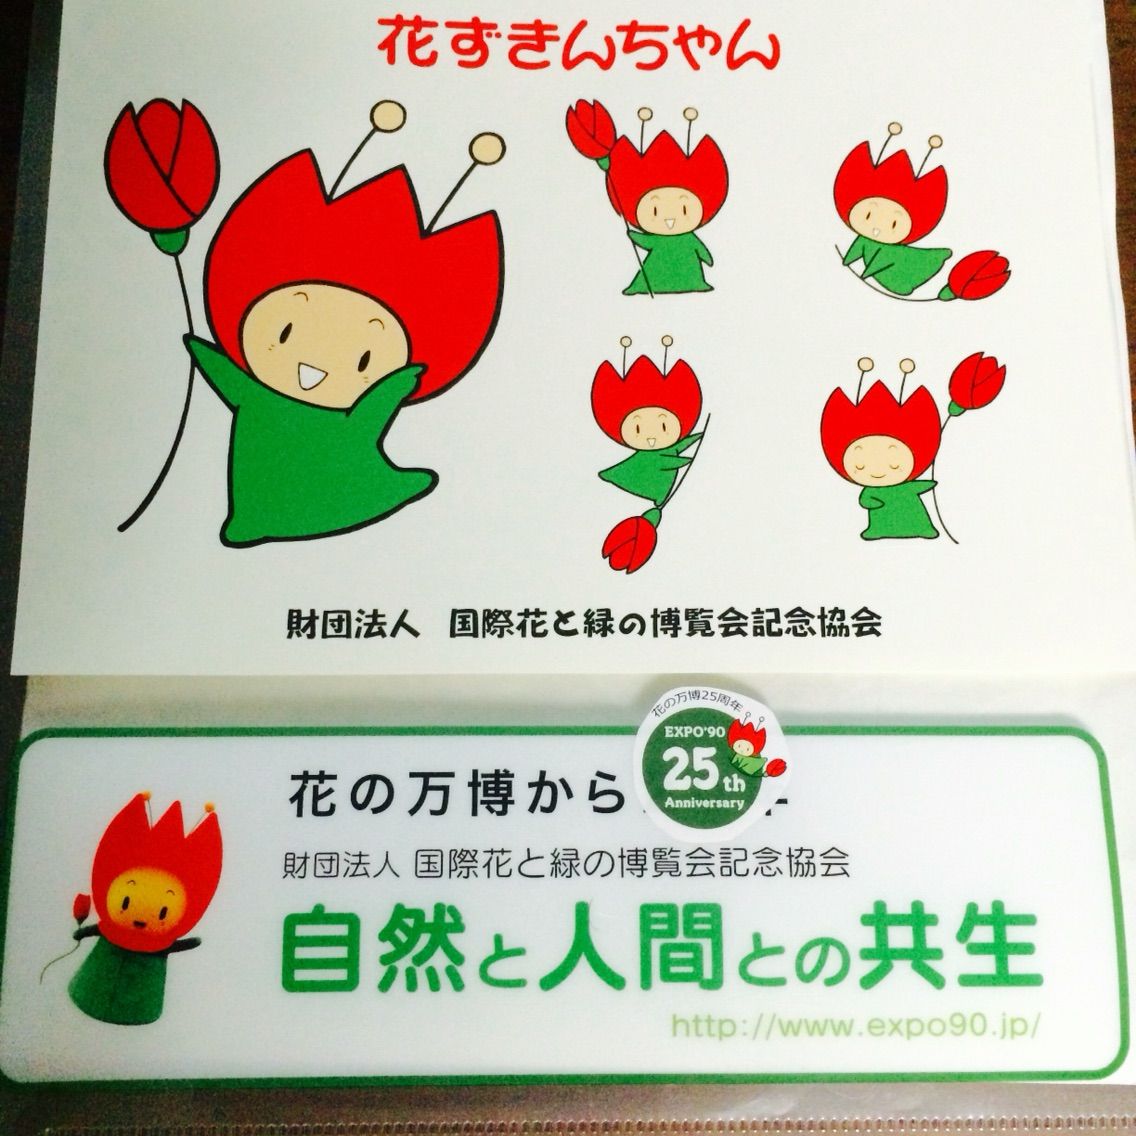 花ずきんちゃん
財団法人 国際花と緑の博覧会記念協会
花の万博25周年
EXPO'90
25th
Anniversary
花の万博から
財団法人 国際花と緑の博覧会記念協会
自然と人間との共生
http://www.expo90.jp/